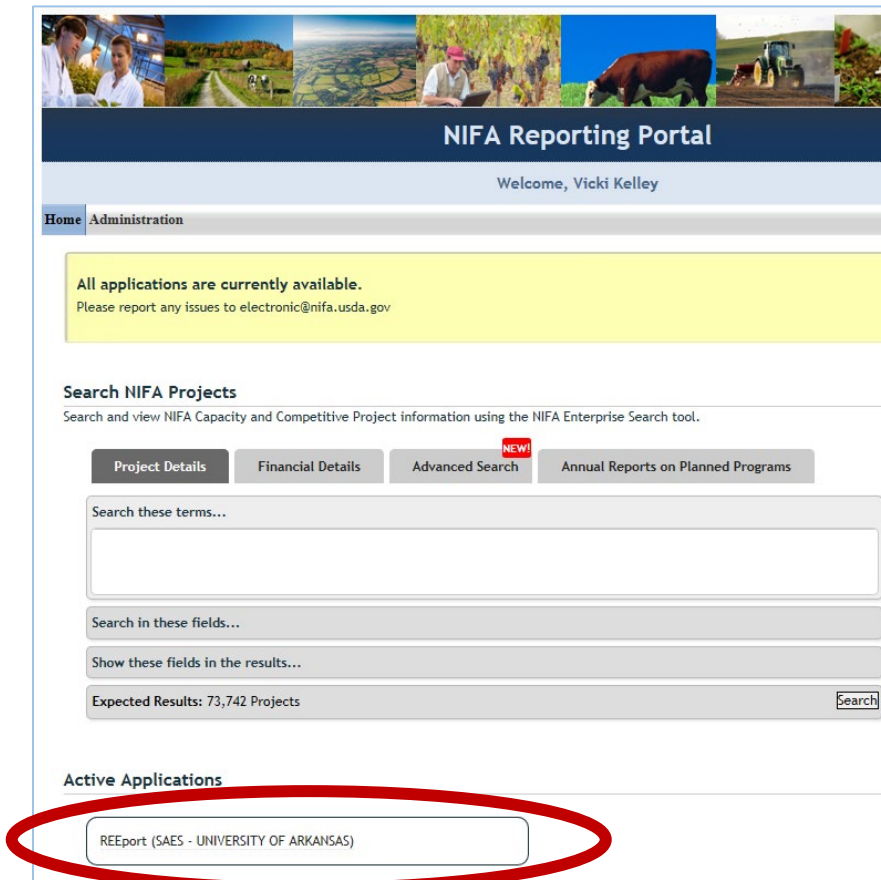 NIFA Reporting Portal
Welcome, Vicki Kelley
Home Administration
All applications are currently available.
Please report any issues to electronic@nifa.usda.gov
Search NIFA Projects
Search and view NIFA Capacity and Competitive Project information using the NIFA Enterprise Search tool.
NEW!
Project Details Financial Details Advanced Search Annual Reports on Planned Programs
Search these terms...
Search in these fields...
Show these fields in the results...
Expected Results: 73,742 Projects Search
Active Applications
REEport (SAES - UNIVERSITY OF ARKANSAS)